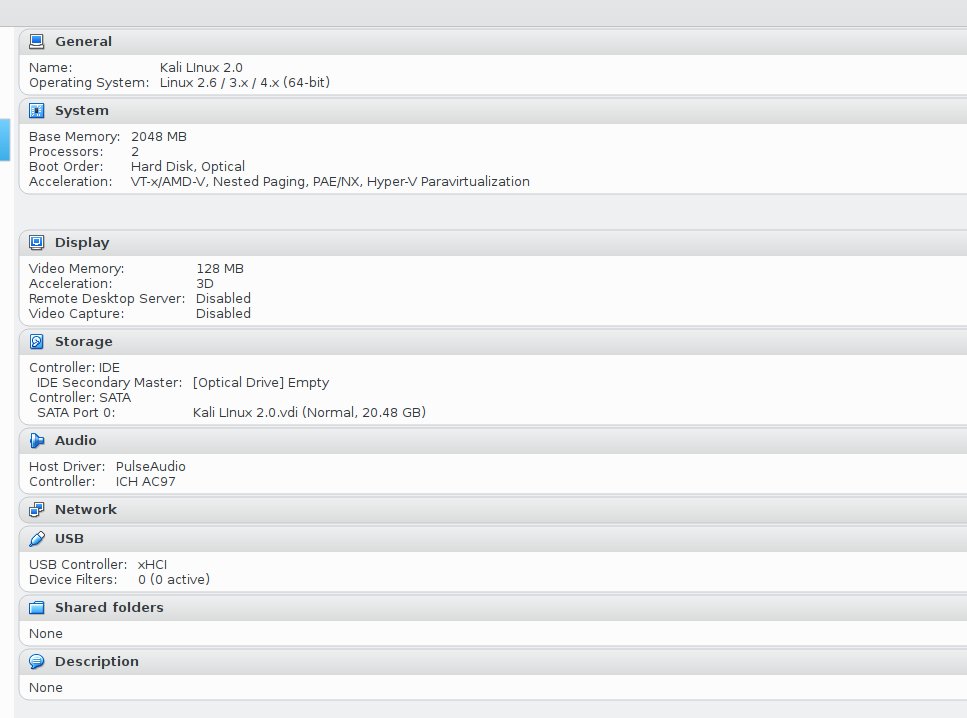 General
Name: Kali LInux 2.0
Operating System: Linux 2.6 / 3.x / 4.x (64-bit)
System
Base Memory: 2048 MB
Processors: 2
Boot Order: Hard Disk, Optical
Acceleration: VT-x/AMD-V, Nested Paging, PAE/NX, Hyper-V Paravirtualization
Display
Video Memory: 128 MB
Acceleration: 3D
Remote Desktop Server: Disabled
Video Capture: Disabled
Storage
Controller: IDE
IDE Secondary Master: [Optical Drive] Empty
Controller: SATA
SATA Port 0: Kali LInux 2.0.vdi (Normal, 20.48 GB)
Audio
Host Driver: PulseAudio
Controller: ICH AC97
Network
USB
USB Controller: xHCI
Device Filters: 0 (0 active)
Shared folders
None
Description
None